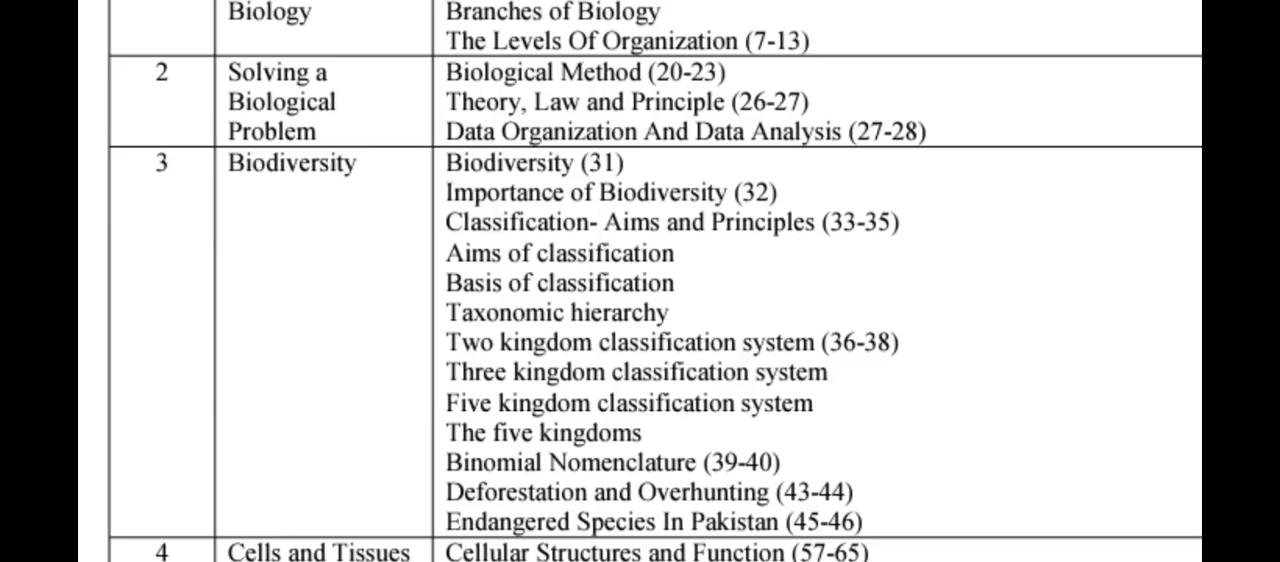 Biology Branches of Biology
The Levels Of Organization (7-13)
2 Solving a Biological Method (20-23)
Biological Theory, Law and Principle (26-27)
Problem Data Organization And Data Analysis (27-28)
3 Biodiversity Biodiversity (31)
Importance of Biodiversity (32)
Classification- Aims and Principles (33-35)
Aims of classification
Basis of classification
Taxonomic hierarchy
Two kingdom classification system (36-38)
Three kingdom classification system
Five kingdom classification system
The five kingdoms
Binomial Nomenclature (39-40)
Deforestation and Overhunting (43-44)
Endangered Species In Pakistan (45-46)
4 Cells and Tissues Cellular Structures and Function (57-65)